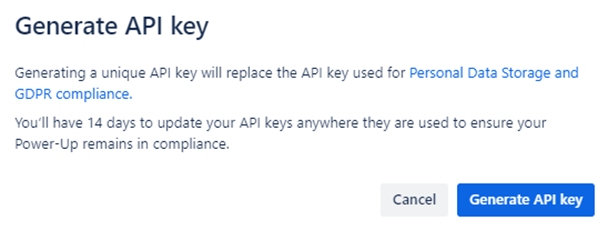 Generate API key
Generating a unique API key will replace the API key used for Personal Data Storage and
GDPR compliance.
You’ll have 14 days to update your API keys anywhere they are used to ensure your
Power-Up remains in compliance.
Cancel Generate API key